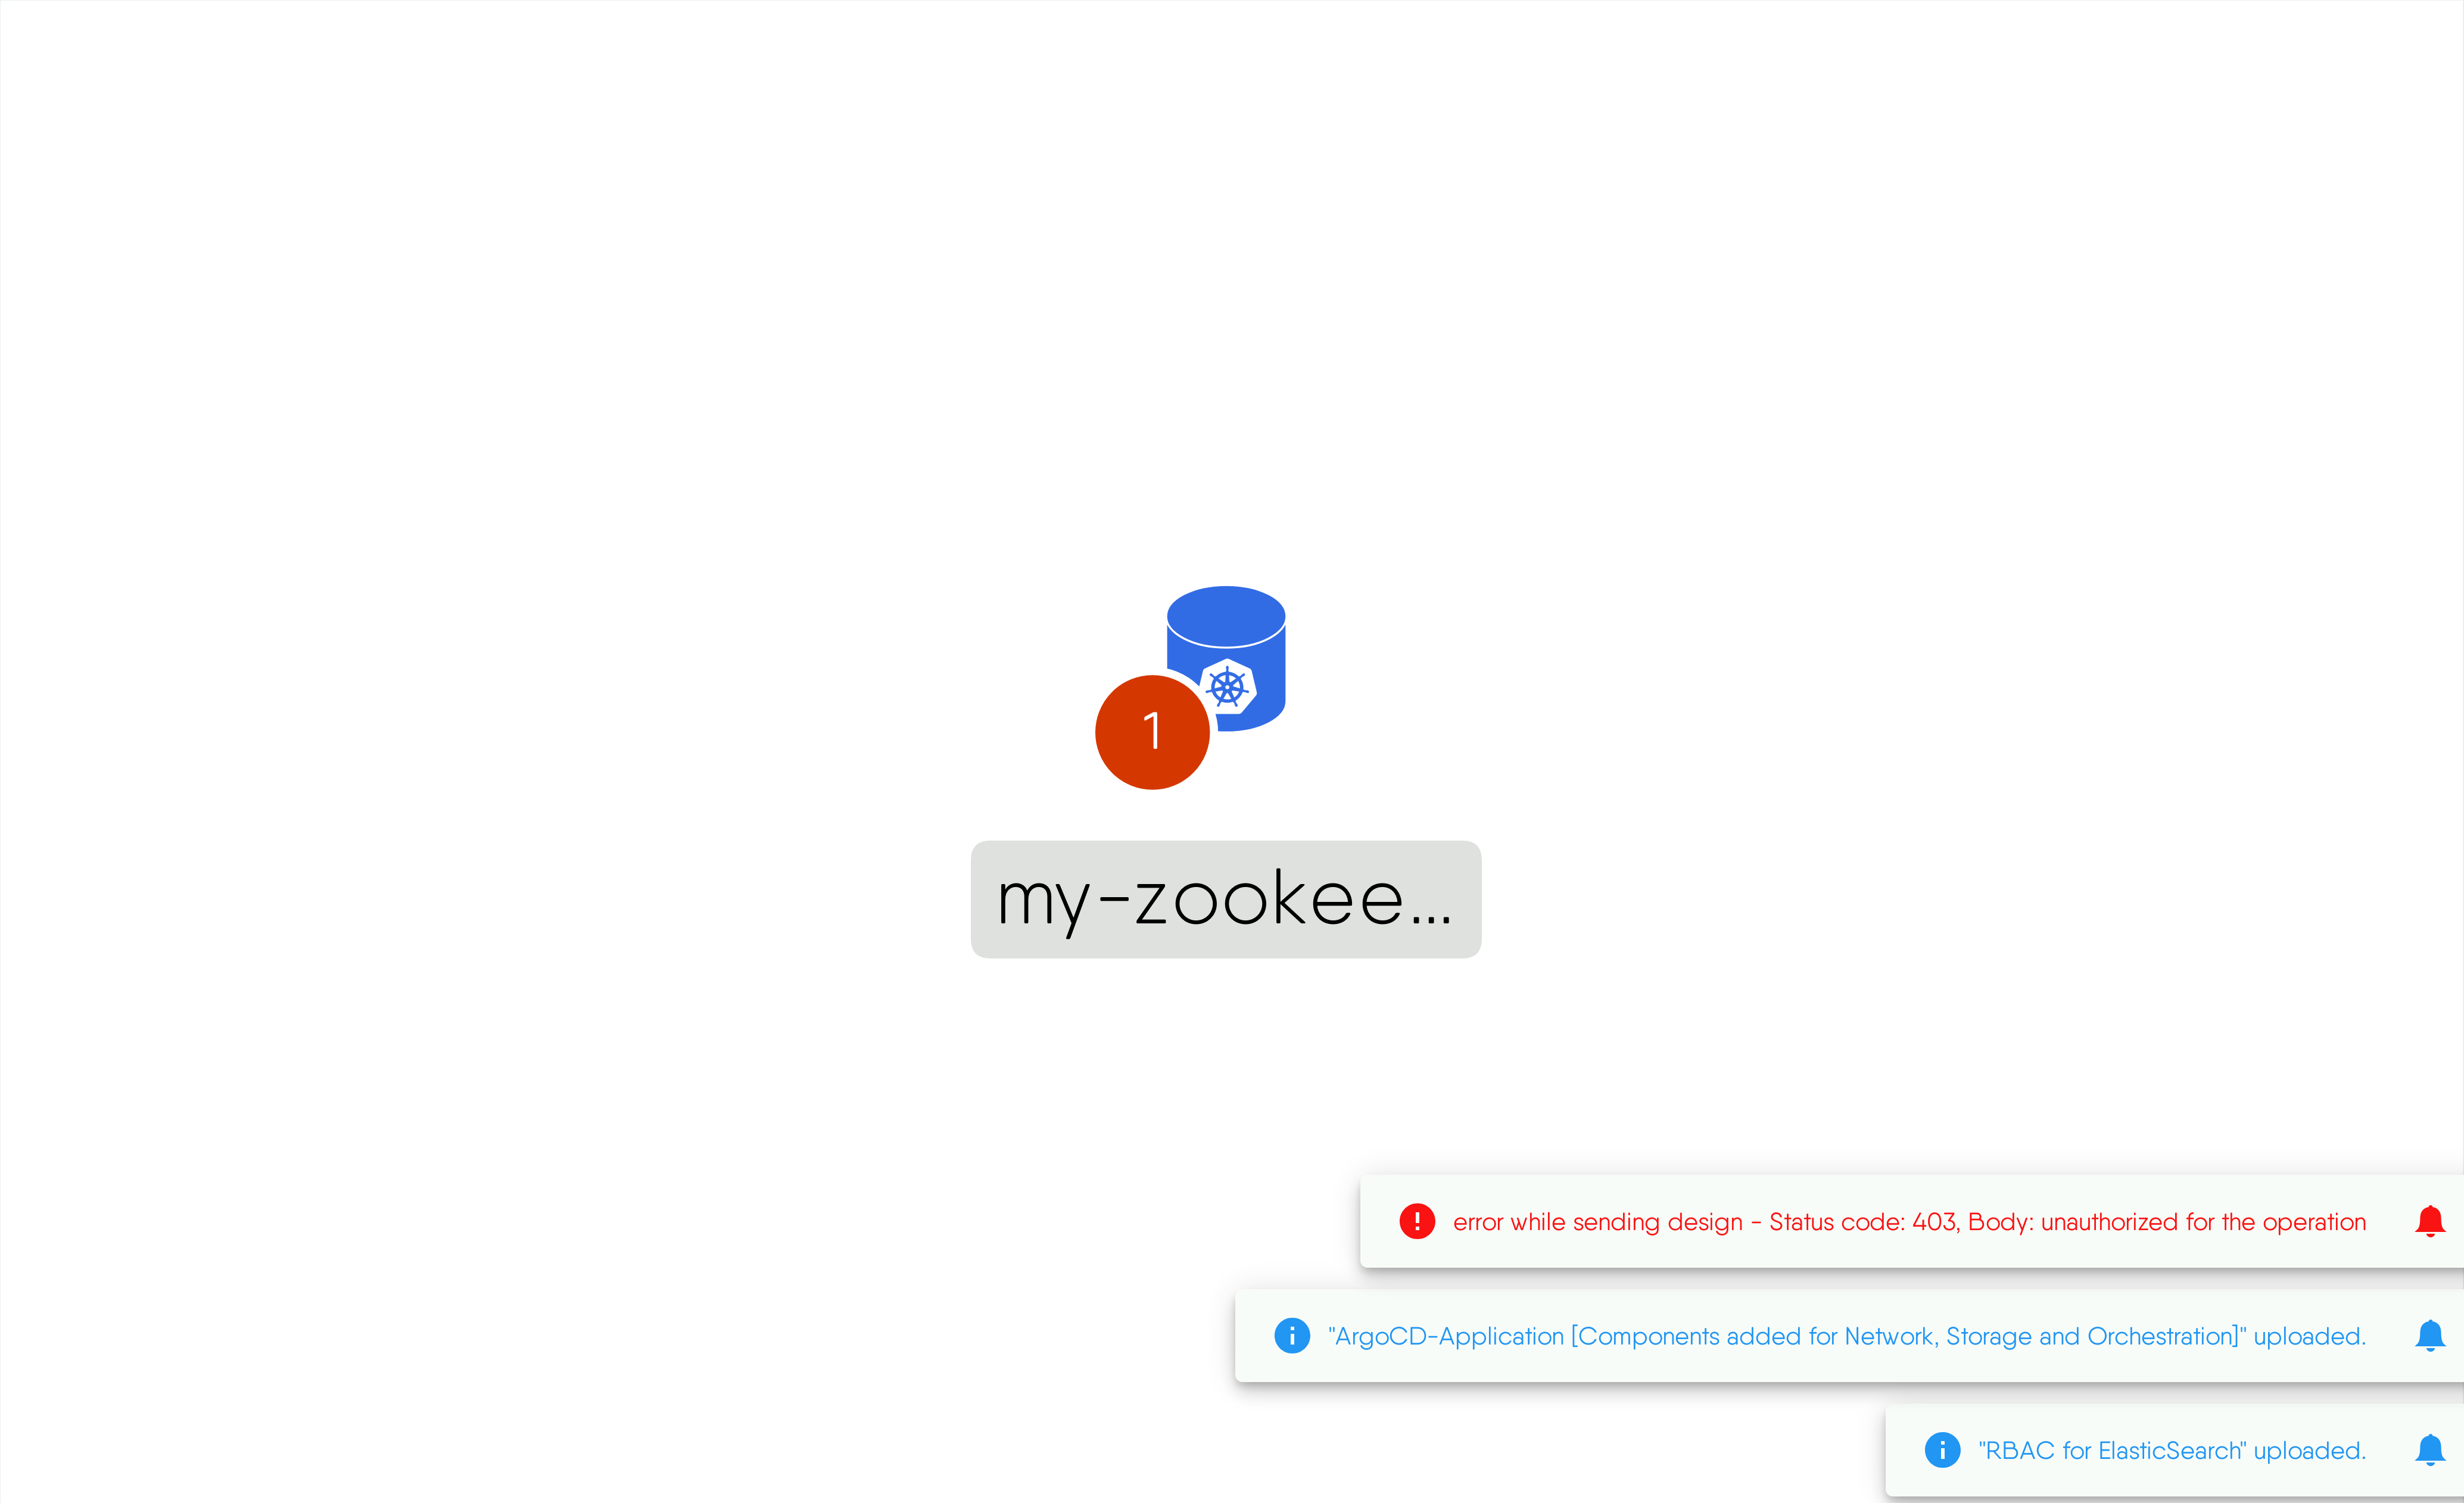 1
my-zookee...
error while sending design - Status code: 403, Body: unauthorized for the operation
"ArgoCD-Application [Components added for Network, Storage and Orchestration]" uploaded.
"RBAC for ElasticSearch" uploaded.